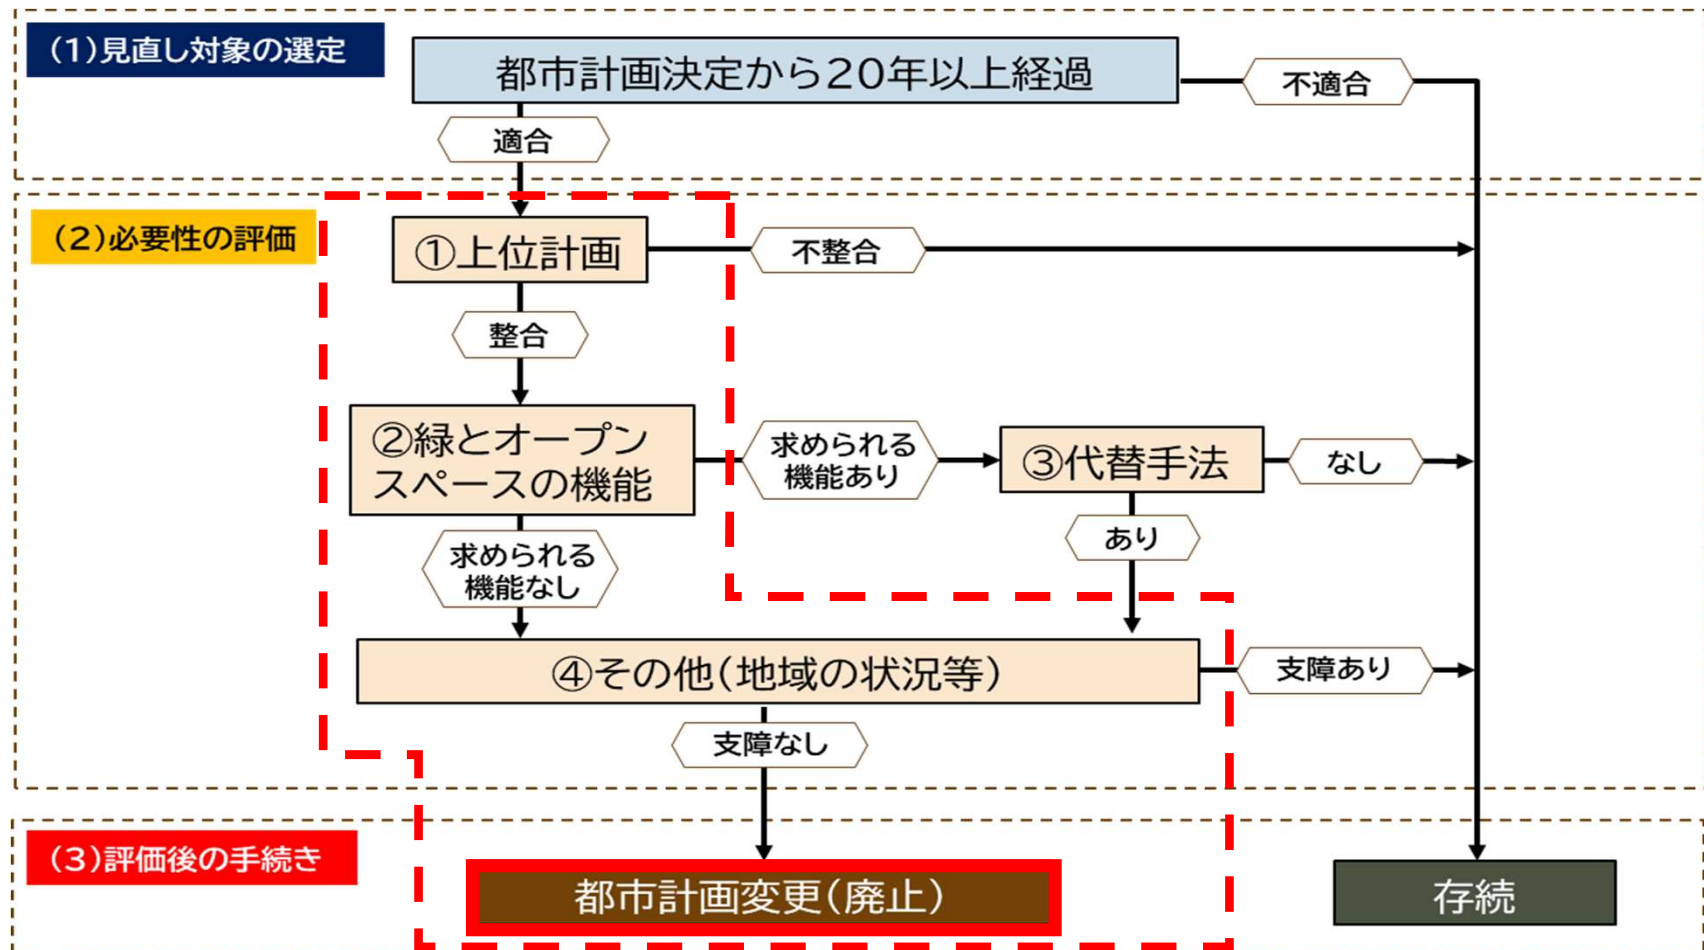 (1)見直し対象の選定
都市計画決定から20年以上経過
不適合
適合
(2)必要性の評価
①上位計画
不整合
整合
②緑とオープン
スペースの機能
求められる
機能あり
③代替手法
なし
あり
求められる
機能なし
④その他(地域の状況等)
支障あり
支障なし
(3)評価後の手続き
都市計画変更(廃止)
存続